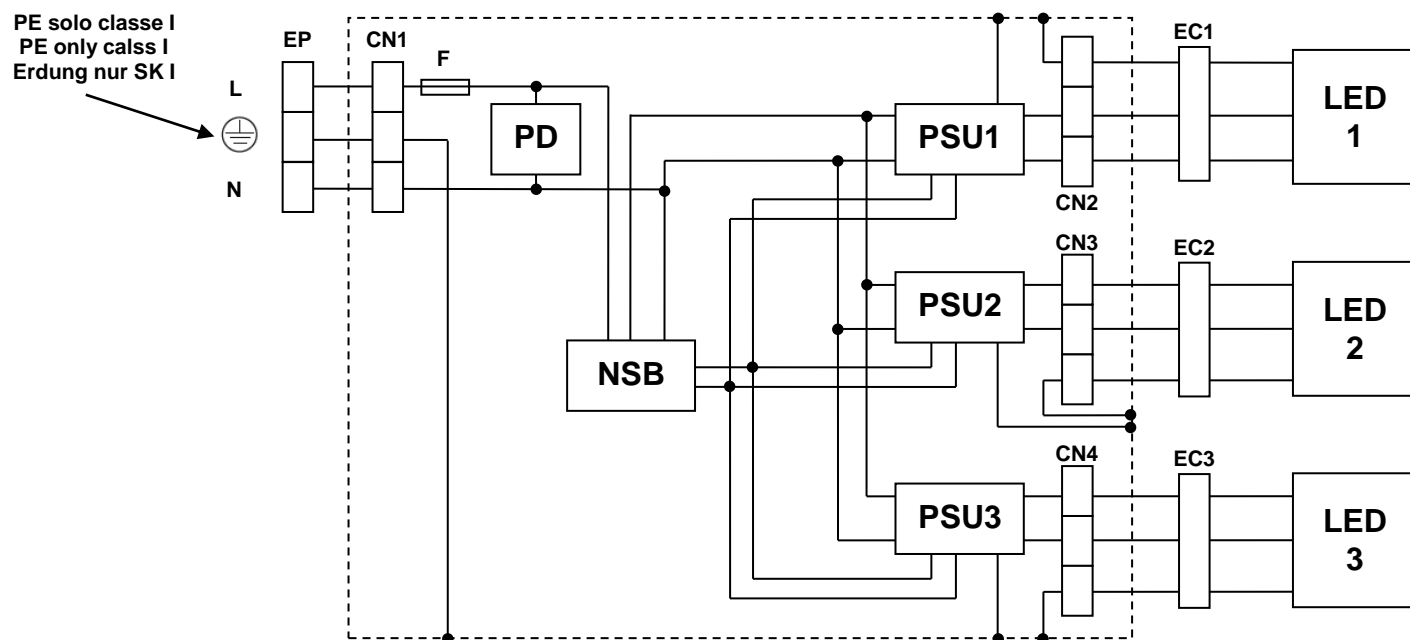 PE solo classe I
PE only calss I
Erdung nur SK I
EP
CN1
F
L
N
PD
NSB
PSU1
PSU2
PSU3
CN2
CN3
CN4
EC1
EC2
EC3
LED
1
LED
2
LED
3